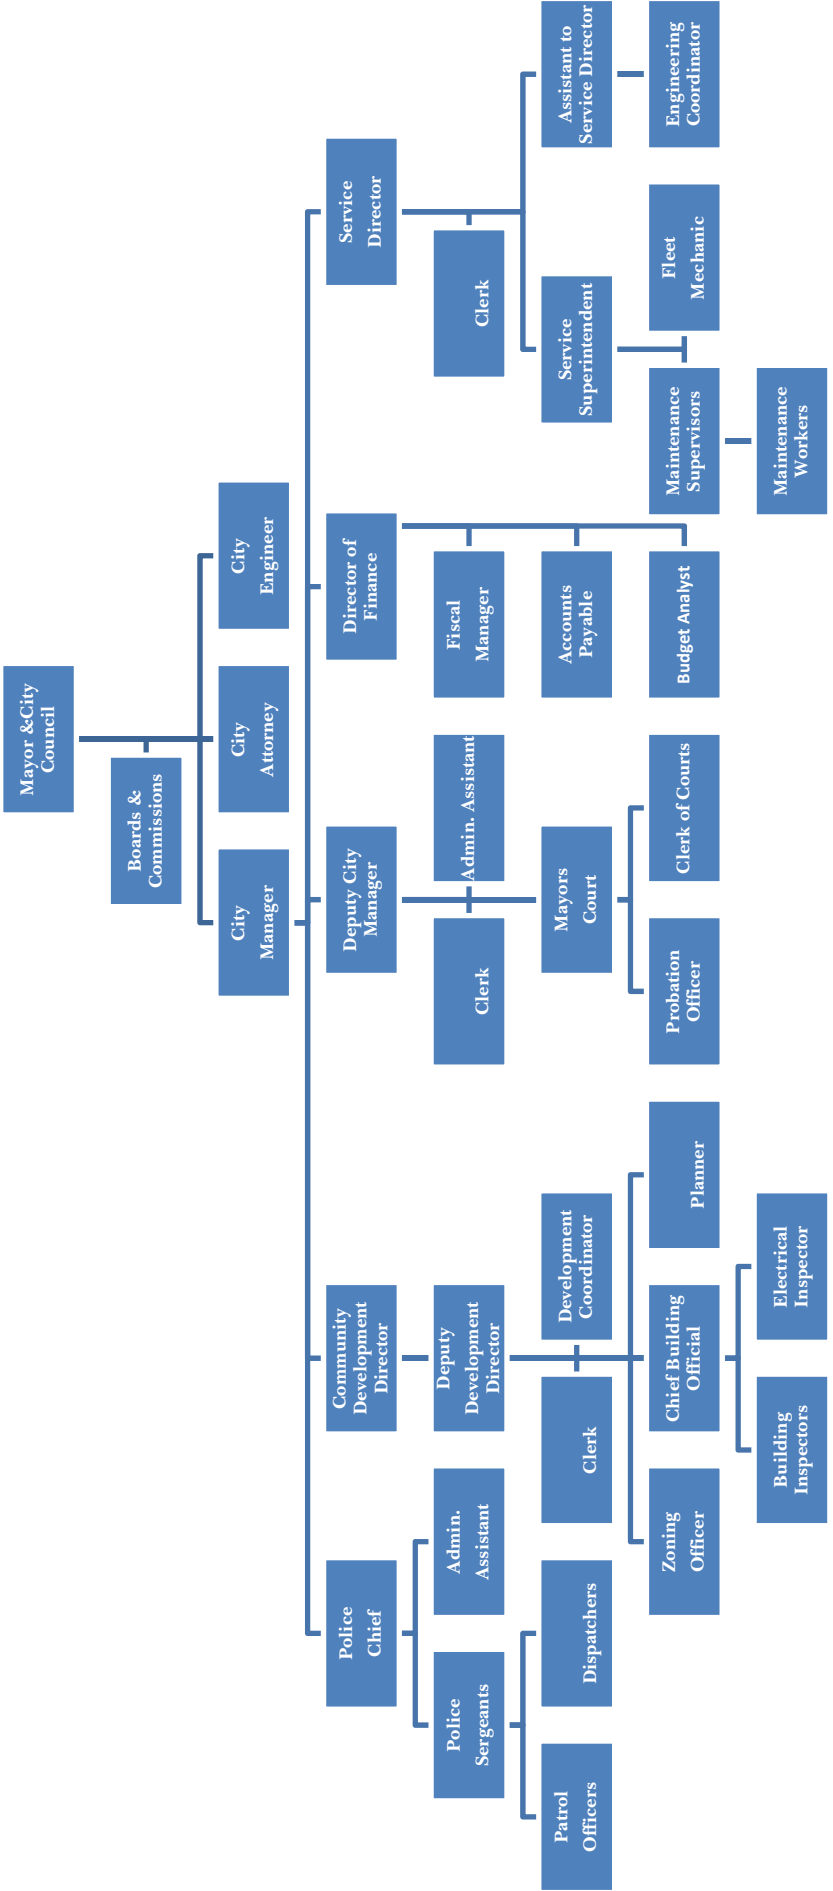 Mayor &City
Council
Boards &
Commissions
City
Manager
City
Attorney
City
Engineer
Police
Chief
Community
Development
Director
Deputy City
Manager
Director of
Finance
Service
Director
Police
Sergeants
Admin.
Assistant
Deputy
Development
Director
Clerk
Admin. Assistant
Fiscal
Manager
Clerk
Patrol
Officers
Dispatchers
Clerk
Development
Coordinator
Mayors
Court
Accounts
Payable
Service
Superintendent
Assistant to
Service Director
Zoning
Officer
Chief Building
Official
Planner
Probation
Officer
Clerk of Courts
Budget Analyst
Maintenance
Supervisors
Fleet
Mechanic
Engineering
Coordinator
Building
Inspectors
Electrical
Inspector
Maintenance
Workers